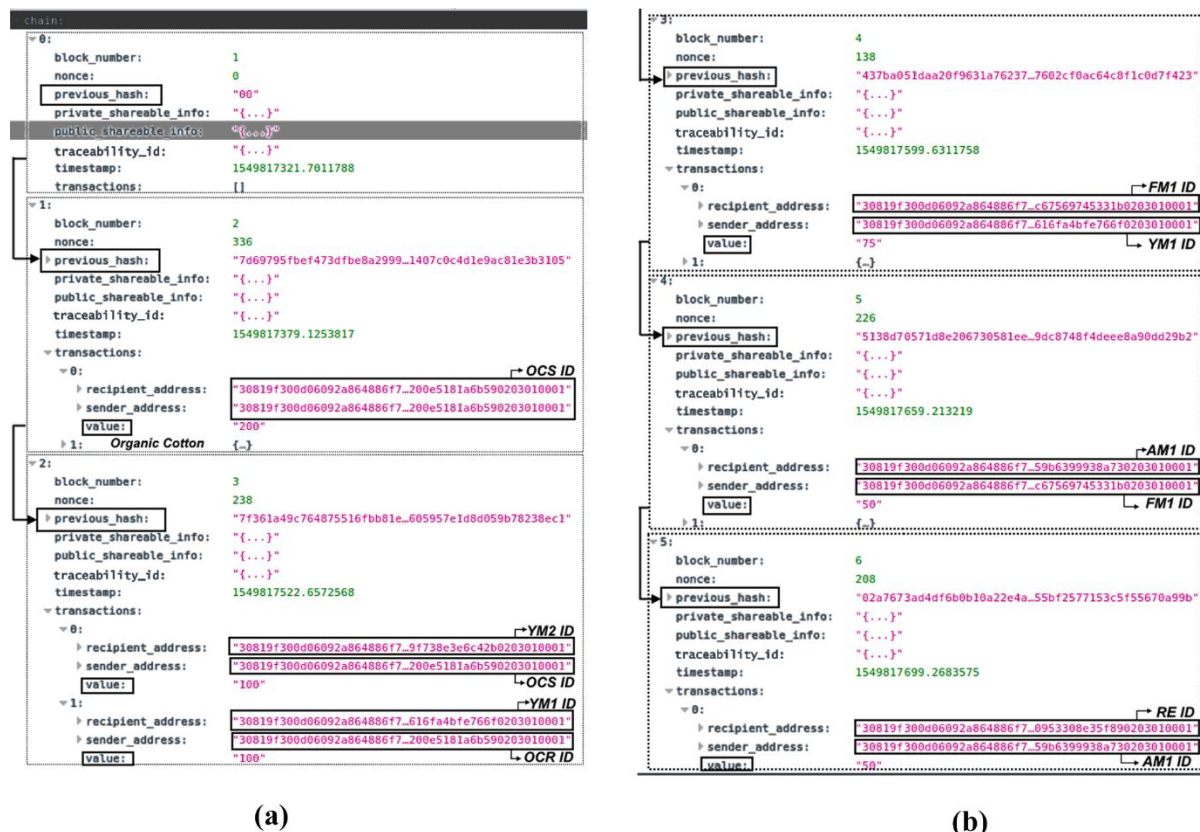 chain:
0:
block_number: 1
nonce: 0
previous_hash: "00"
private_shareable_info: "{...}"
public_shareable_info: "{...}"
traceability_id: "{...}"
timestamp: 1549817321.7011788
transactions: []
1:
block_number: 2
nonce: 336
previous_hash: "7d69795fbef473dfbe8a2999…1407c0c4d1e9ac81e3b3105"
private_shareable_info: "{...}"
public_shareable_info: "{...}"
traceability_id: "{...}"
timestamp: 1549817379.1253817
transactions:
0: OCS ID
recipient_address: "30819f300d06092a864886f7…200e5181a6b590203010001"
sender_address: "30819f300d06092a864886f7…200e5181a6b590203010001"
value: "200"
1: Organic Cotton {…}
2:
block_number: 3
nonce: 238
previous_hash: "7f361a49c764875516fbb81e…605957e1d8d059b78238ec1"
private_shareable_info: "{...}"
public_shareable_info: "{...}"
traceability_id: "{...}"
timestamp: 1549817522.6572568
transactions:
0: YM2 ID
recipient_address: "30819f300d06092a864886f7…9f738e3e6c42b0203010001"
sender_address: "30819f300d06092a864886f7…200e5181a6b590203010001"
value: "100" OCS ID
1: YM1 ID
recipient_address: "30819f300d06092a864886f7…616fa4bfe766f0203010001"
sender_address: "30819f300d06092a864886f7…200e5181a6b590203010001"
value: "100" OCR ID
(a)
3:
block_number: 4
nonce: 138
previous_hash: "437ba051daa20f9631a76237…7602cf0ac64c8f1c0d7f423"
private_shareable_info: "{...}"
public_shareable_info: "{...}"
traceability_id: "{...}"
timestamp: 1549817599.6311758
transactions:
0: FM1 ID
recipient_address: "30819f300d06092a864886f7…c67569745331b0203010001"
sender_address: "30819f300d06092a864886f7…616fa4bfe766f0203010001"
value: "75" YM1 ID
1: {…}
4:
block_number: 5
nonce: 226
previous_hash: "5138d70571d8e206730581ee…9dc8748f4deee8a90dd29b2"
private_shareable_info: "{...}"
public_shareable_info: "{...}"
traceability_id: "{...}"
timestamp: 1549817659.213219
transactions:
0: AM1 ID
recipient_address: "30819f300d06092a864886f7…59b6399938a730203010001"
sender_address: "30819f300d06092a864886f7…c67569745331b0203010001"
value: "50" FM1 ID
1: {…}
5:
block_number: 6
nonce: 208
previous_hash: "02a7673ad4df6b0b10a22e4a…55bf2577153c5f55670a99b"
private_shareable_info: "{...}"
public_shareable_info: "{...}"
traceability_id: "{...}"
timestamp: 1549817699.2683575
transactions:
0: RE ID
recipient_address: "30819f300d06092a864886f7…0953308e35f890203010001"
sender_address: "30819f300d06092a864886f7…59b6399938a730203010001"
value: "50" AM1 ID
(b)